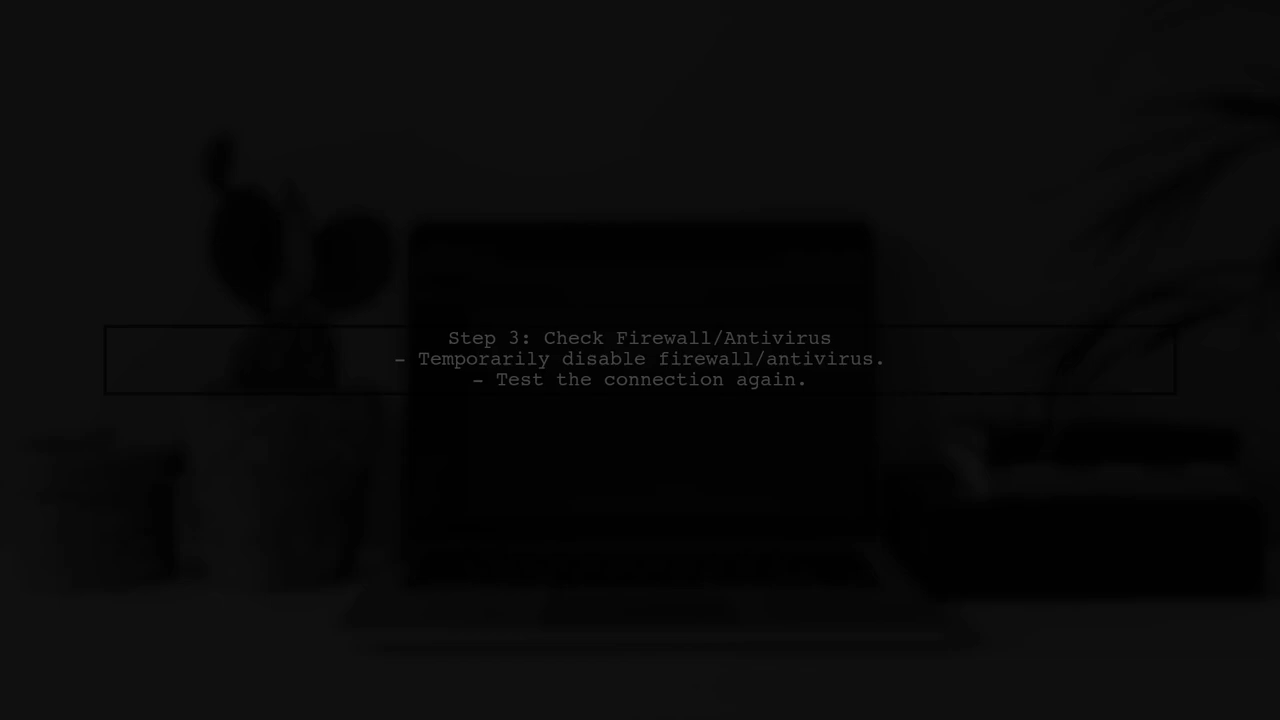 Step 3: Check Firewall/Antivirus
- Temporarily disable firewall/antivirus.
- Test the connection again.